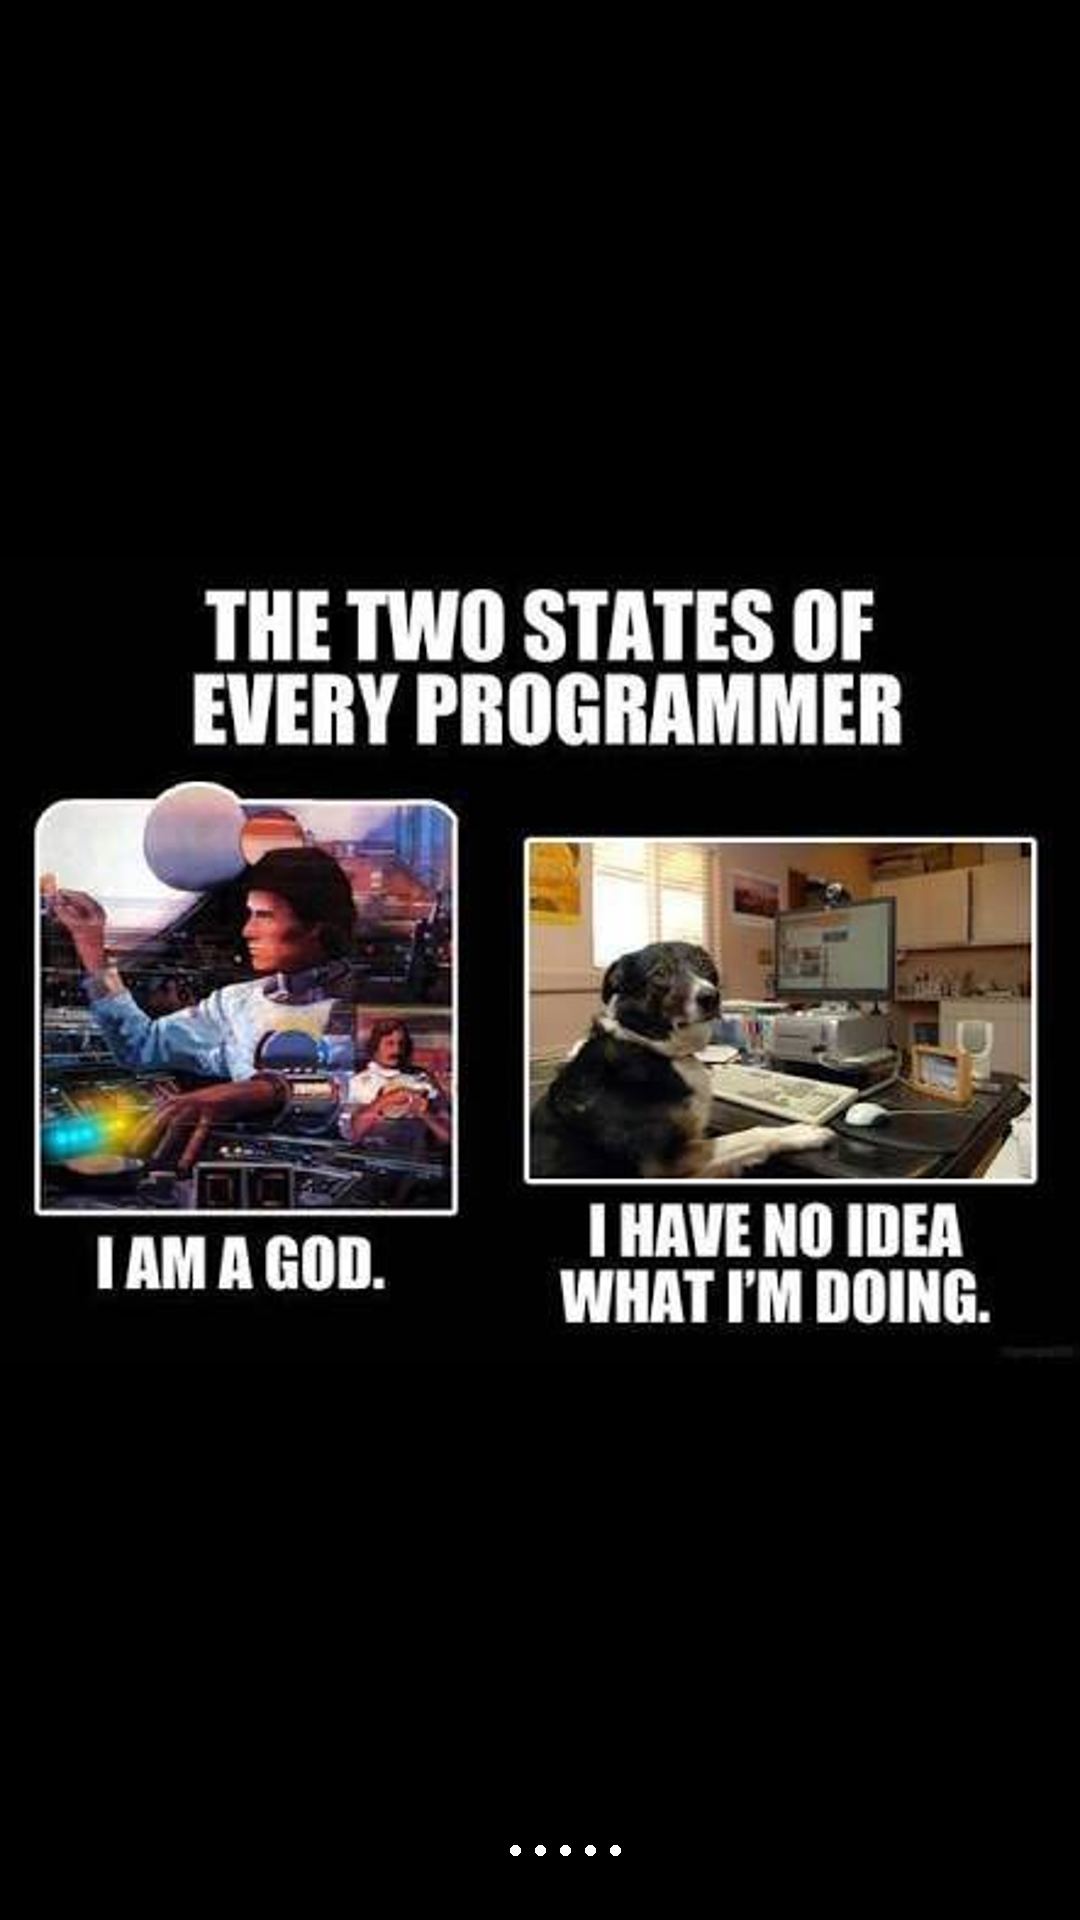 THE TWO STATES OF
EVERY PROGRAMMER
I AM A GOD.
I HAVE NO IDEA
WHAT I'M DOING.